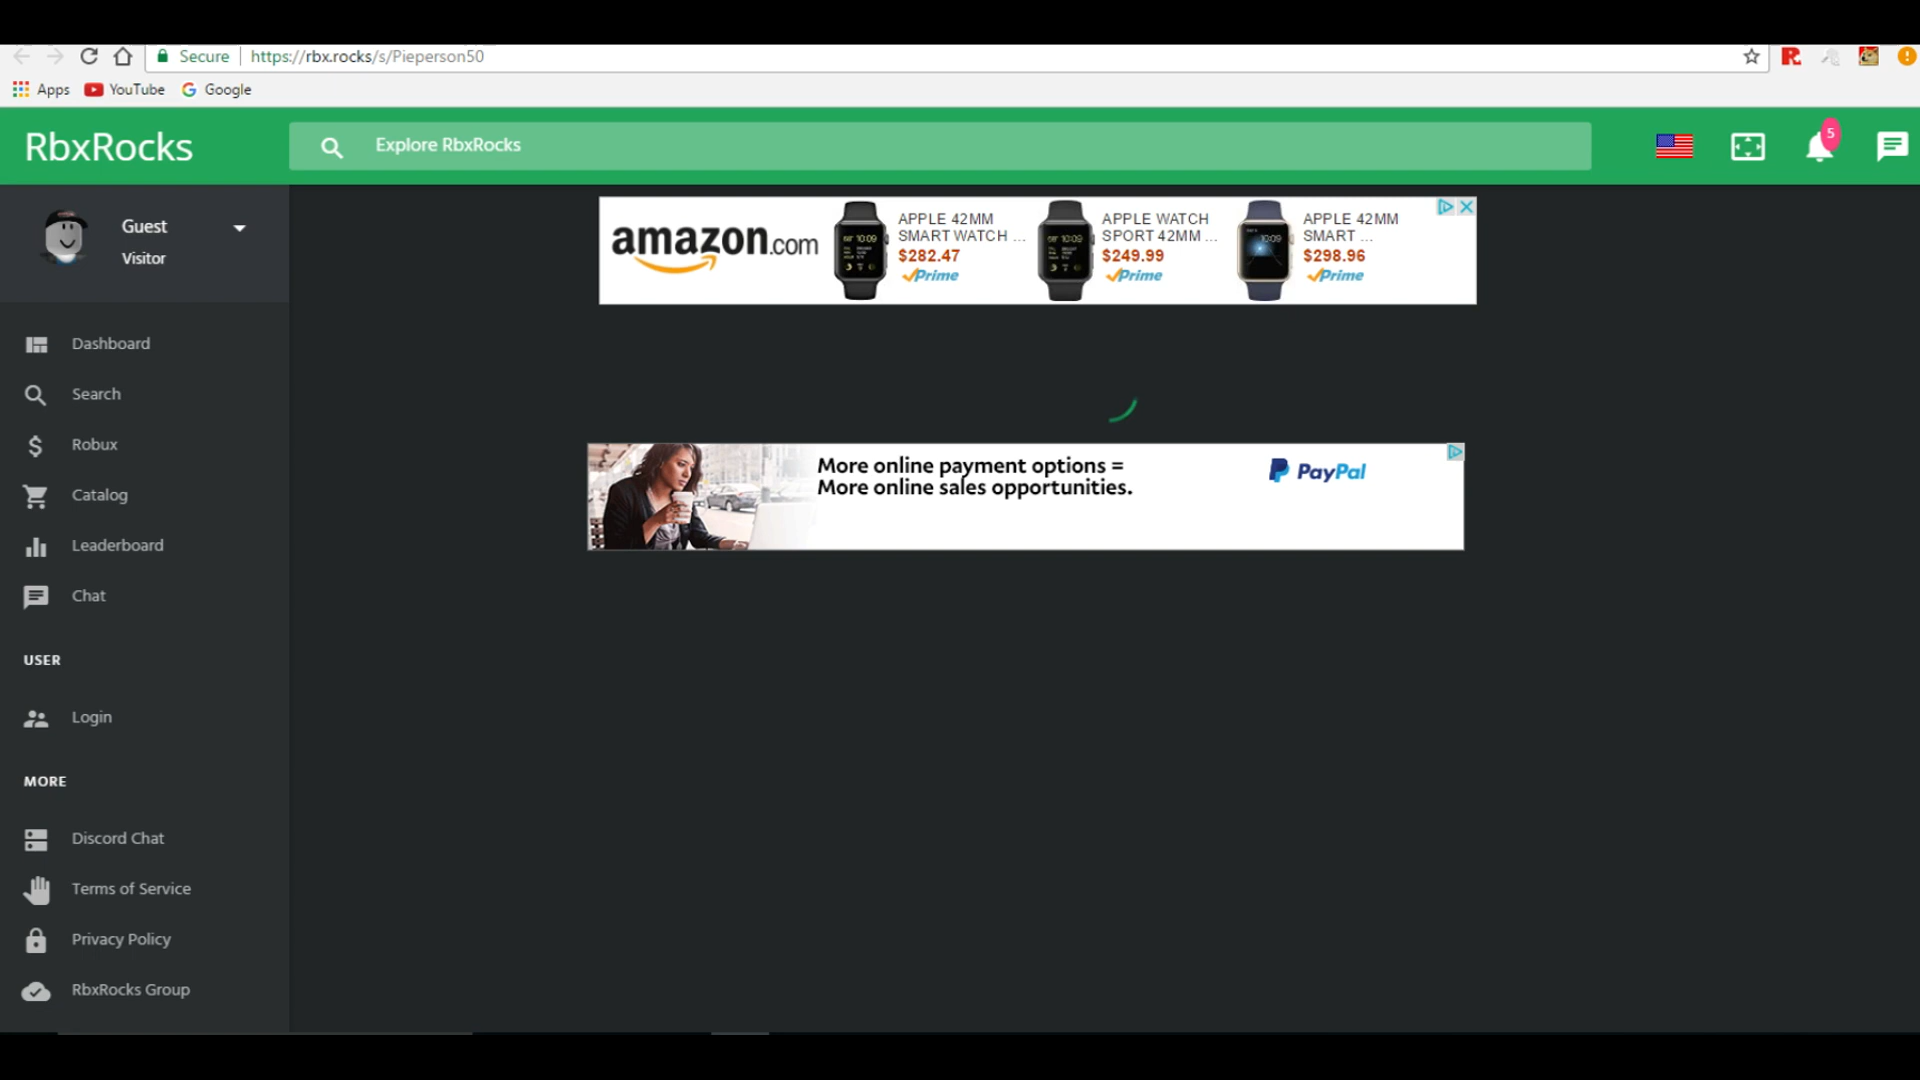 Secure https://rbx.rocks/s/Pieperson50
Apps YouTube Google
RbxRocks
Explore RbxRocks
5
Guest
Visitor
Dashboard
Search
Robux
Catalog
Leaderboard
Chat
USER
Login
MORE
Discord Chat
Terms of Service
Privacy Policy
RbxRocks Group
amazon.com
APPLE 42MM
SMART WATCH ...
$282.47
Prime
APPLE WATCH
SPORT 42MM ...
$249.99
Prime
APPLE 42MM
SMART ...
$298.96
Prime
More online payment options =
More online sales opportunities.
PayPal